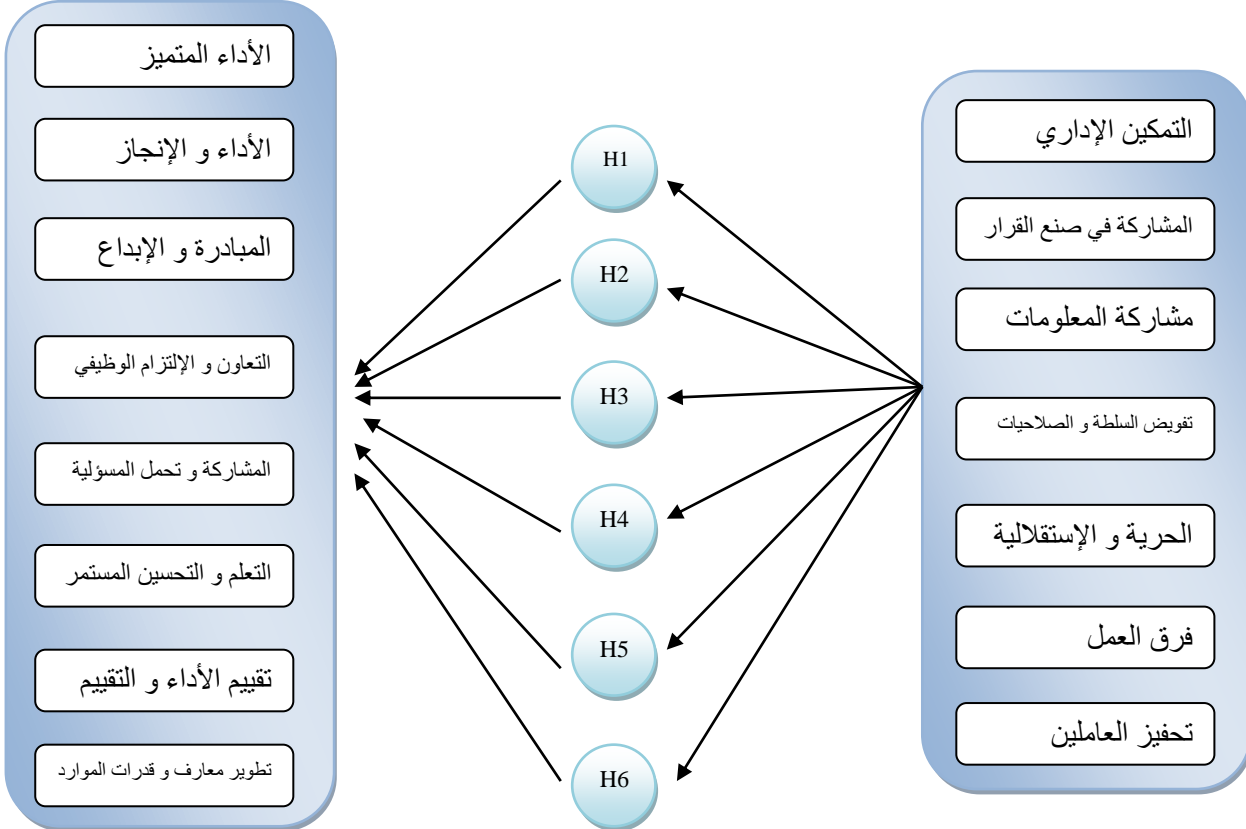 التمكين الإداري
المشاركة في صنع القرار
مشاركة المعلومات
تفويض السلطة و الصلاحيات
الحرية و الإستقلالية
فرق العمل
تحفيز العاملين
H1
H2
H3
H4
H5
H6
الأداء المتميز
الأداء و الإنجاز
المبادرة و الإبداع
التعاون و الإلتزام الوظيفي
المشاركة و تحمل المسؤلية
التعلم و التحسين المستمر
تقييم الأداء و التقييم
تطوير معارف و قدرات الموارد